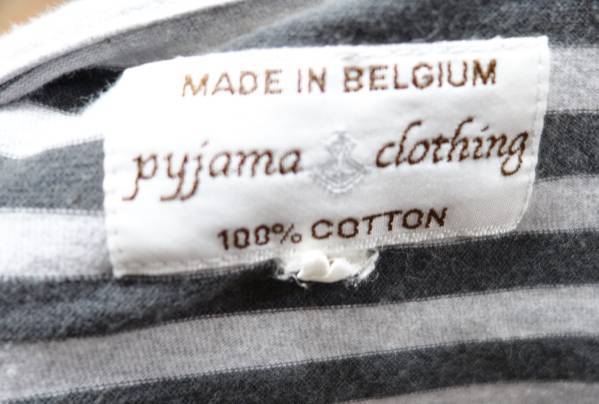 MADE IN BELGIUM
pyjama clothing
100% COTTON